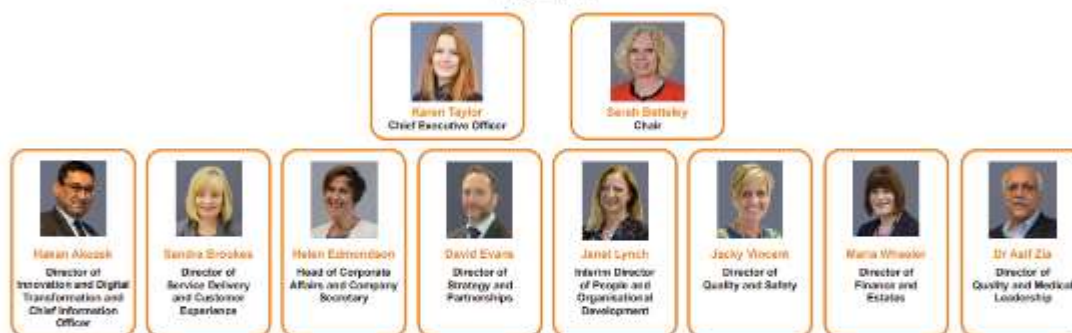 Karen Taylor
Chief Executive Officer
Sarah Betteley
Chair
Hakan Akozek
Director of
Innovation and Digital
Transformation and
Chief Information
Officer
Sandra Brookes
Director of
Service Delivery
and Customer
Experience
Helen Edmondson
Head of Corporate
Affairs and Company
Secretary
David Evans
Director of
Strategy and
Partnerships
Janet Lynch
Interim Director
of People and
Organisational
Development
Jacky Vincent
Director of
Quality and Safety
Maria Wheeler
Director of
Finance and
Estates
Dr Asif Zia
Director of
Quality and Medical
Leadership